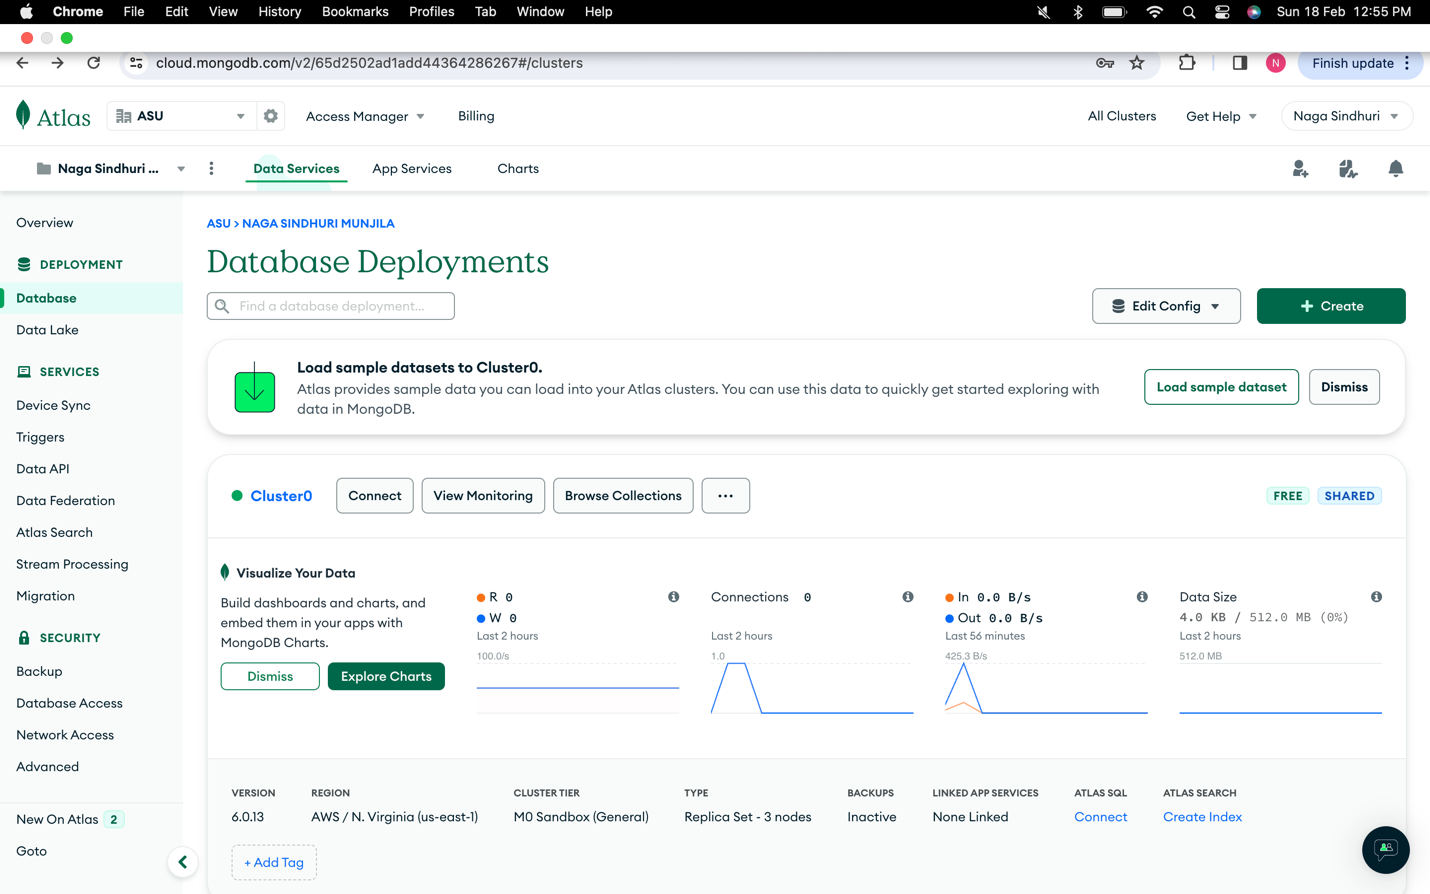 Chrome File Edit View History Bookmarks Profiles Tab Window Help Sun 18 Feb 12:55 PM
cloud.mongodb.com/v2/65d2502ad1add44364286267#/clusters N Finish update
Atlas ASU Access Manager Billing All Clusters Get Help Naga Sindhuri
Naga Sindhuri ... Data Services App Services Charts
Overview
DEPLOYMENT
Database
Data Lake
SERVICES
Device Sync
Triggers
Data API
Data Federation
Atlas Search
Stream Processing
Migration
SECURITY
Backup
Database Access
Network Access
Advanced
New On Atlas 2
Goto
ASU > NAGA SINDHURI MUNJILA
Database Deployments
Find a database deployment... Edit Config + Create
Load sample datasets to Cluster0.
Atlas provides sample data you can load into your Atlas clusters. You can use this data to quickly get started exploring with
data in MongoDB.
Load sample dataset Dismiss
Cluster0 Connect View Monitoring Browse Collections ... FREE SHARED
Visualize Your Data
Build dashboards and charts, and
embed them in your apps with
MongoDB Charts.
Dismiss Explore Charts
R 0
W 0
Last 2 hours
100.0/s
Connections 0
Last 2 hours
1.0
In 0.0 B/s
Out 0.0 B/s
Last 56 minutes
425.3 B/s
Data Size
4.0 KB / 512.0 MB (0%)
Last 2 hours
512.0 MB
VERSION REGION CLUSTER TIER TYPE BACKUPS LINKED APP SERVICES ATLAS SQL ATLAS SEARCH
6.0.13 AWS / N. Virginia (us-east-1) M0 Sandbox (General) Replica Set - 3 nodes Inactive None Linked Connect Create Index
+ Add Tag